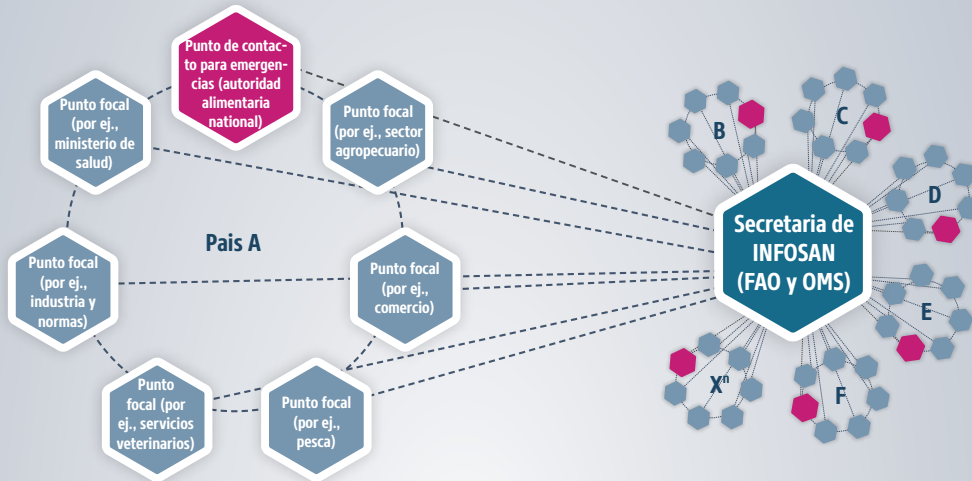 Punto de contac-
to para emergen-
cias (autoridad
alimentaria
national)
Punto focal
(por ej.,
ministerio de
salud)
Punto focal
(por ej., sector
agropecuario)
Pais A
Punto focal
(por ej.,
industria y
normas)
Punto focal
(por ej.,
comercio)
Punto
focal (por
ej., servicios
veterinarios)
Punto focal
(por ej.,
pesca)
B
C
D
Secretaria de
INFOSAN
(FAO y OMS)
E
F
Xⁿ